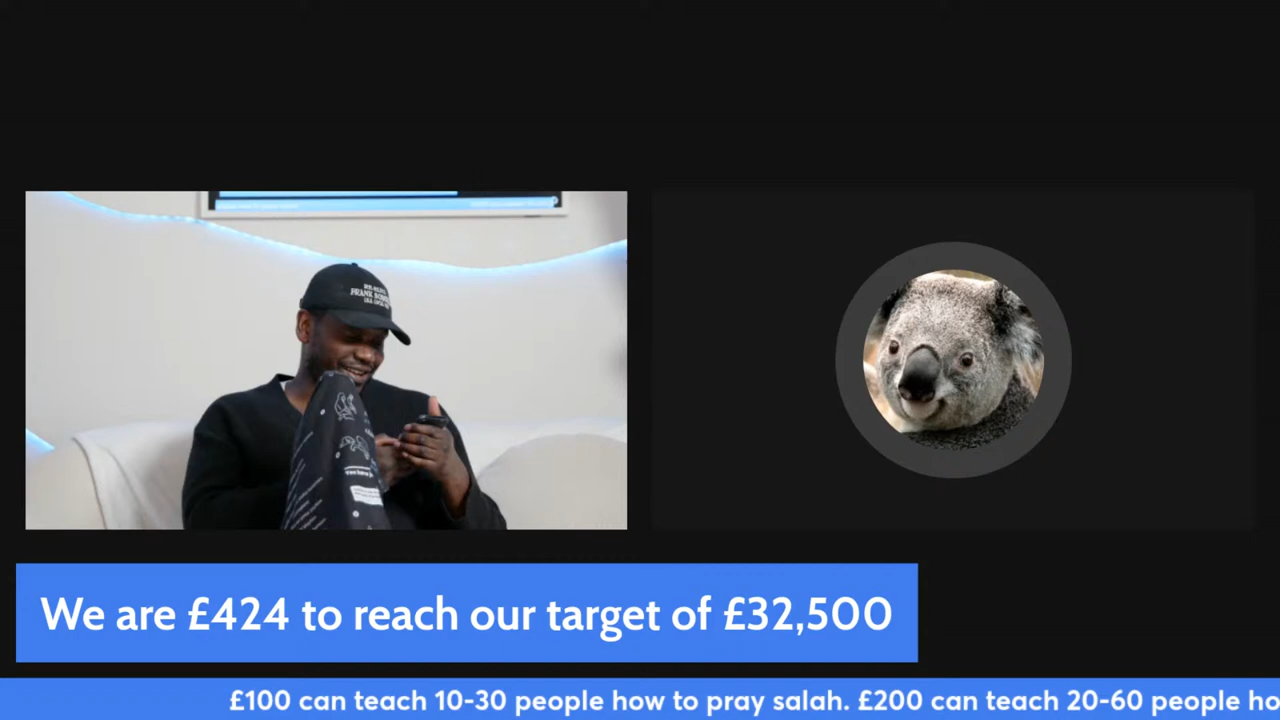 We are £424 to reach our target of £32,500
£100 can teach 10-30 people how to pray salah. £200 can teach 20-60 people ho